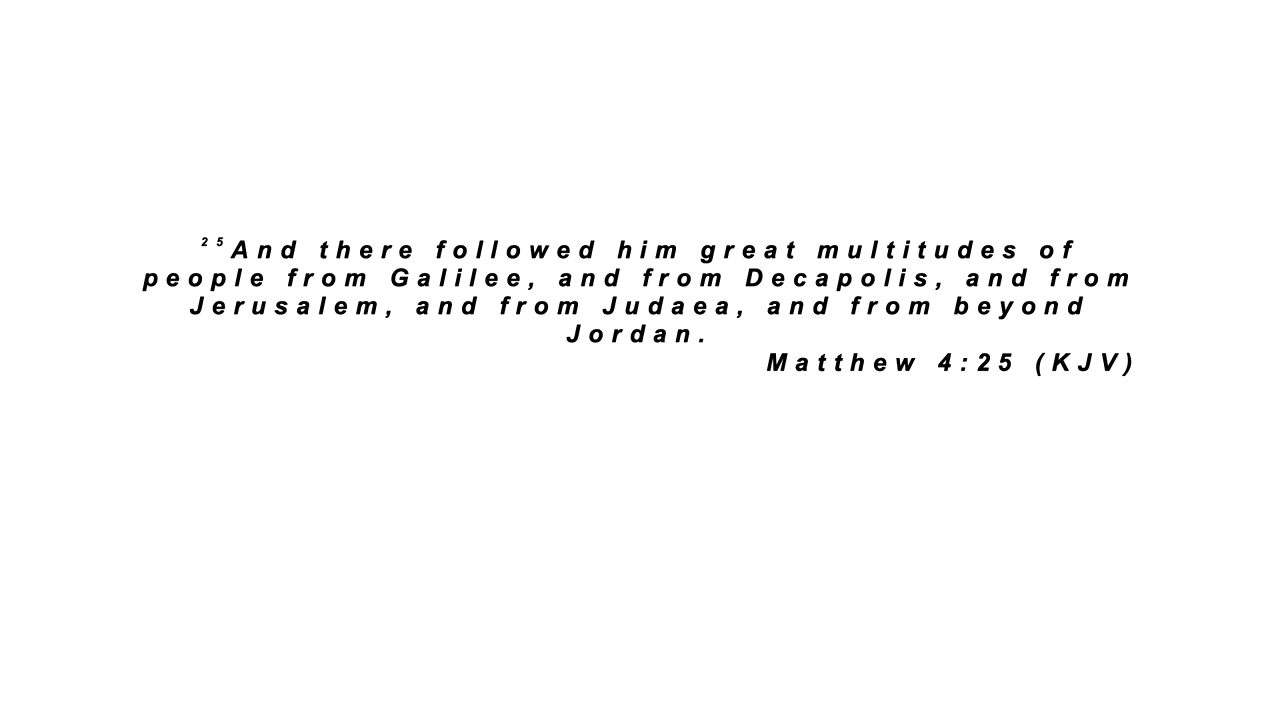 25And there followed him great multitudes of
people from Galilee, and from Decapolis, and from
Jerusalem, and from Judaea, and from beyond
Jordan.
Matthew 4:25 (KJV)